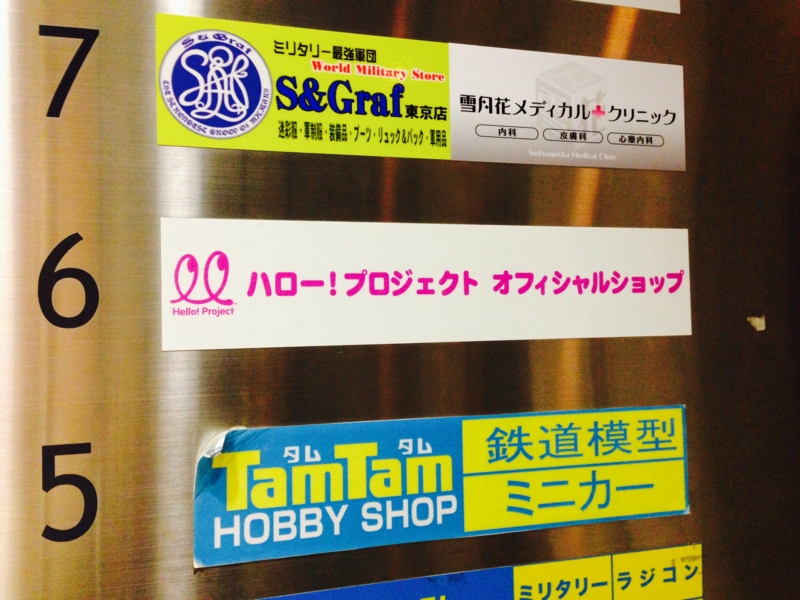 7
S&Graf
ミリタリー最強軍団
World Military Store
S&Graf 東京店
迷彩服・軍制服・装備品・ブーツ・リュック&バック・軍用品
雪月花メディカル+クリニック
内科 皮膚科 心療内科
Setsugekka Medical Clinic
6
Hello! Project
ハロー!プロジェクト オフィシャルショップ
5
タム タム
TamTam
HOBBY SHOP
鉄道模型
ミニカー
ミリタリー ラジコン